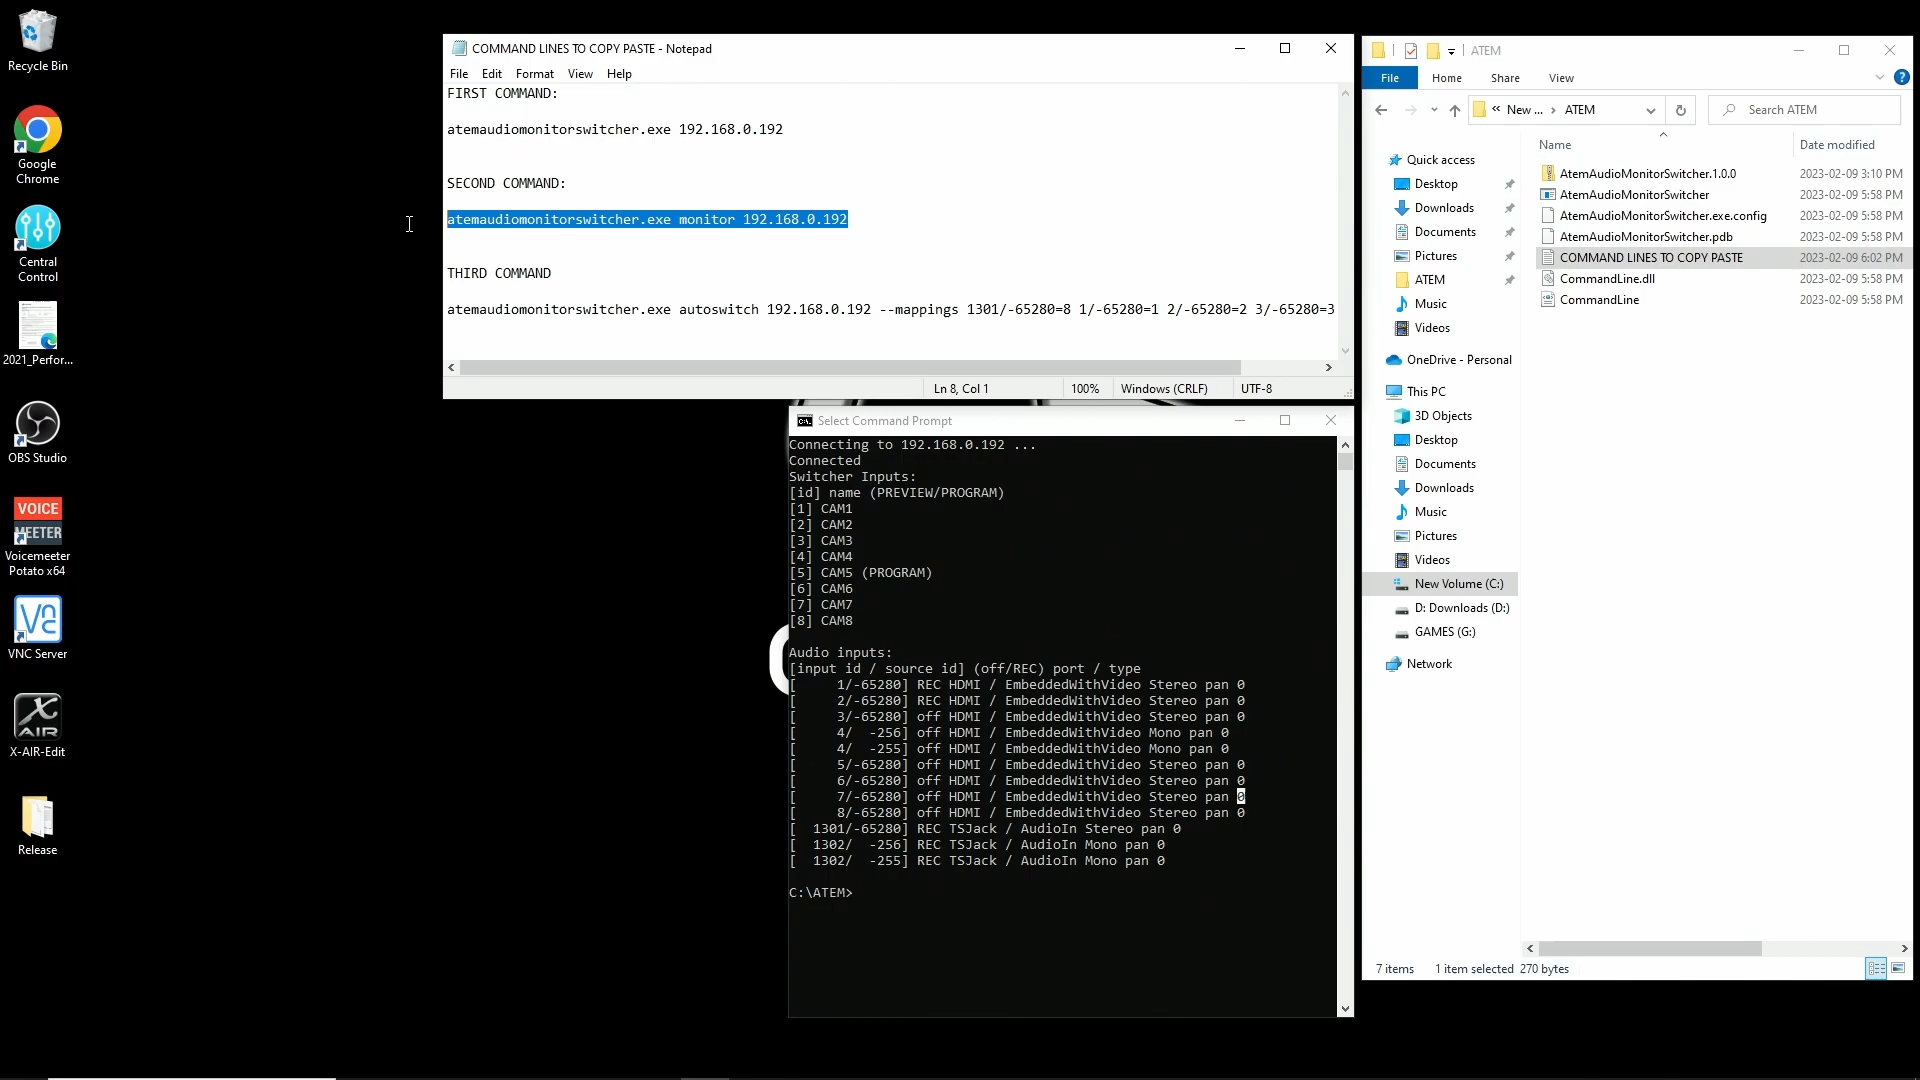 Recycle Bin
Google
Chrome
Central
Control
2021_Perfor...
OBS Studio
VOICE
MEETER
Voicemeeter
Potato x64
VNC Server
X-AIR-Edit
Release
COMMAND LINES TO COPY PASTE - Notepad
File Edit Format View Help
FIRST COMMAND:
atemaudiomonitorswitcher.exe 192.168.0.192
SECOND COMMAND:
atemaudiomonitorswitcher.exe monitor 192.168.0.192
THIRD COMMAND
atemaudiomonitorswitcher.exe autoswitch 192.168.0.192 --mappings 1301/-65280=8 1/-65280=1 2/-65280=2 3/-65280=3
Ln 8, Col 1 100% Windows (CRLF) UTF-8
Select Command Prompt
Connecting to 192.168.0.192 ...
Connected
Switcher Inputs:
[id] name (PREVIEW/PROGRAM)
[1] CAM1
[2] CAM2
[3] CAM3
[4] CAM4
[5] CAM5 (PROGRAM)
[6] CAM6
[7] CAM7
[8] CAM8
Audio inputs:
[input id / source id] (off/REC) port / type
[ 1/-65280] REC HDMI / EmbeddedWithVideo Stereo pan 0
[ 2/-65280] REC HDMI / EmbeddedWithVideo Stereo pan 0
[ 3/-65280] off HDMI / EmbeddedWithVideo Stereo pan 0
[ 4/ -256] off HDMI / EmbeddedWithVideo Mono pan 0
[ 4/ -255] off HDMI / EmbeddedWithVideo Mono pan 0
[ 5/-65280] off HDMI / EmbeddedWithVideo Stereo pan 0
[ 6/-65280] off HDMI / EmbeddedWithVideo Stereo pan 0
[ 7/-65280] off HDMI / EmbeddedWithVideo Stereo pan 0
[ 8/-65280] off HDMI / EmbeddedWithVideo Stereo pan 0
[ 1301/-65280] REC TSJack / AudioIn Stereo pan 0
[ 1302/ -256] REC TSJack / AudioIn Mono pan 0
[ 1302/ -255] REC TSJack / AudioIn Mono pan 0
C:\ATEM>
ATEM
File Home Share View
« New ... › ATEM
Search ATEM
Quick access
Desktop
Downloads
Documents
Pictures
ATEM
Music
Videos
OneDrive - Personal
This PC
3D Objects
Desktop
Documents
Downloads
Music
Pictures
Videos
New Volume (C:)
D: Downloads (D:)
GAMES (G:)
Network
Name Date modified
AtemAudioMonitorSwitcher.1.0.0 2023-02-09 3:10 PM
AtemAudioMonitorSwitcher 2023-02-09 5:58 PM
AtemAudioMonitorSwitcher.exe.config 2023-02-09 5:58 PM
AtemAudioMonitorSwitcher.pdb 2023-02-09 5:58 PM
COMMAND LINES TO COPY PASTE 2023-02-09 6:02 PM
CommandLine.dll 2023-02-09 5:58 PM
CommandLine 2023-02-09 5:58 PM
7 items 1 item selected 270 bytes